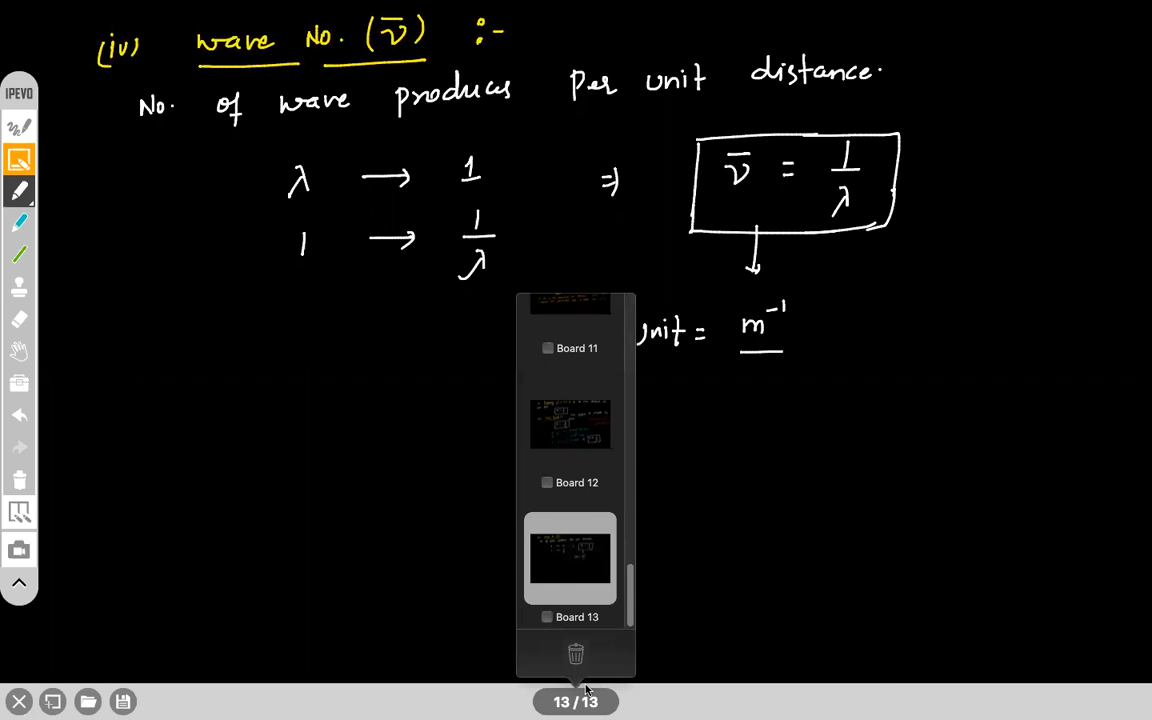 (iv) wave No. (ν̅) :-
No. of wave produces per unit distance.
λ → 1 ⇒ ν̅ = 1/λ
1 → 1/λ
unit = m⁻¹
IPEVO
Board 11
Board 12
Board 13
13 / 13